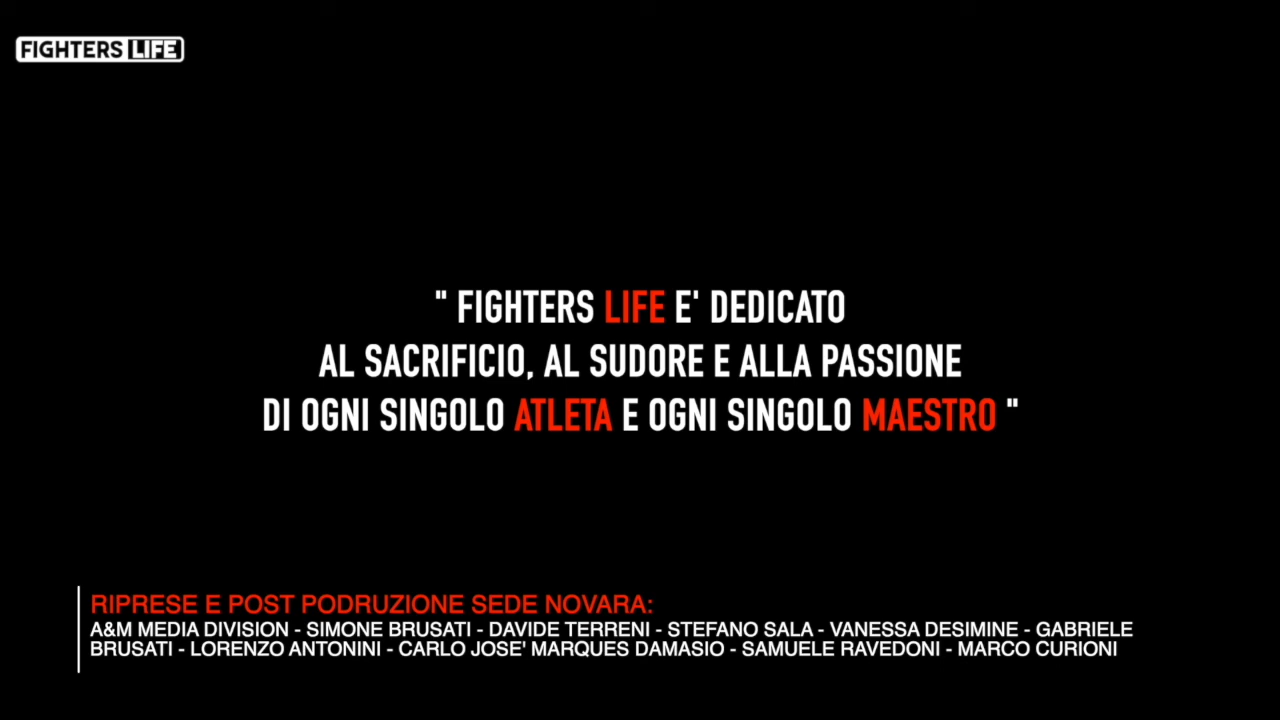 FIGHTERS LIFE
" FIGHTERS LIFE E' DEDICATO
AL SACRIFICIO, AL SUDORE E ALLA PASSIONE
DI OGNI SINGOLO ATLETA E OGNI SINGOLO MAESTRO "
RIPRESE E POST PODRUZIONE SEDE NOVARA:
A&M MEDIA DIVISION - SIMONE BRUSATI - DAVIDE TERRENI - STEFANO SALA - VANESSA DESIMINE - GABRIELE
BRUSATI - LORENZO ANTONINI - CARLO JOSE' MARQUES DAMASIO - SAMUELE RAVEDONI - MARCO CURIONI